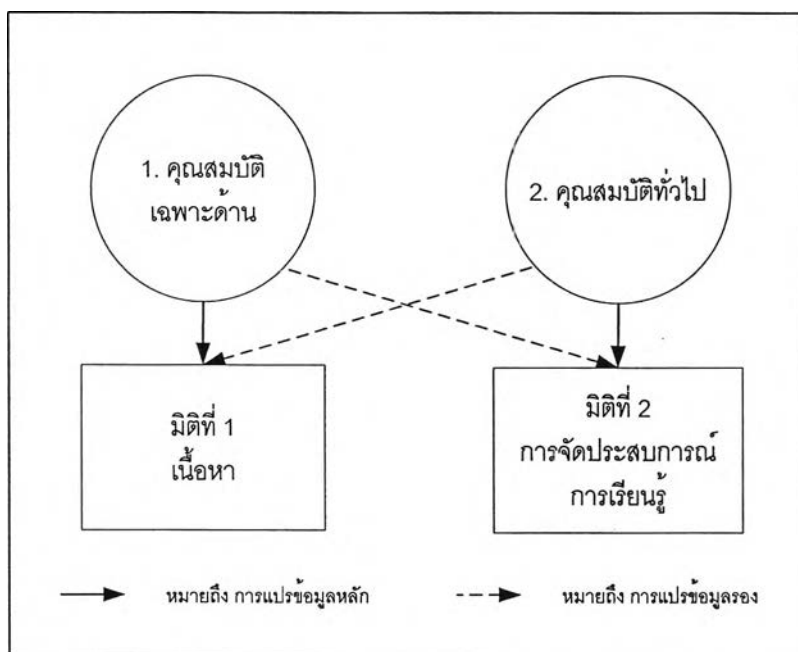 1. คุณสมบัติ
เฉพาะด้าน
2. คุณสมบัติทั่วไป
มิติที่ 1
เนื้อหา
มิติที่ 2
การจัดประสบการณ์
การเรียนรู้
หมายถึง การแปรข้อมูลหลัก
หมายถึง การแปรข้อมูลรอง